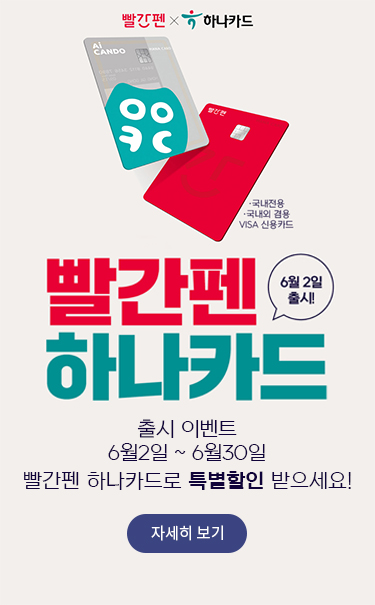 빨간펜 × 하나카드
Ai
CANDO
빨간펜
·국내전용
·국내외 겸용
VISA 신용카드
빨간펜
6월 2일
출시!
하나카드
출시 이벤트
6월2일 ~ 6월30일
빨간펜 하나카드로 특별할인 받으세요!
자세히 보기